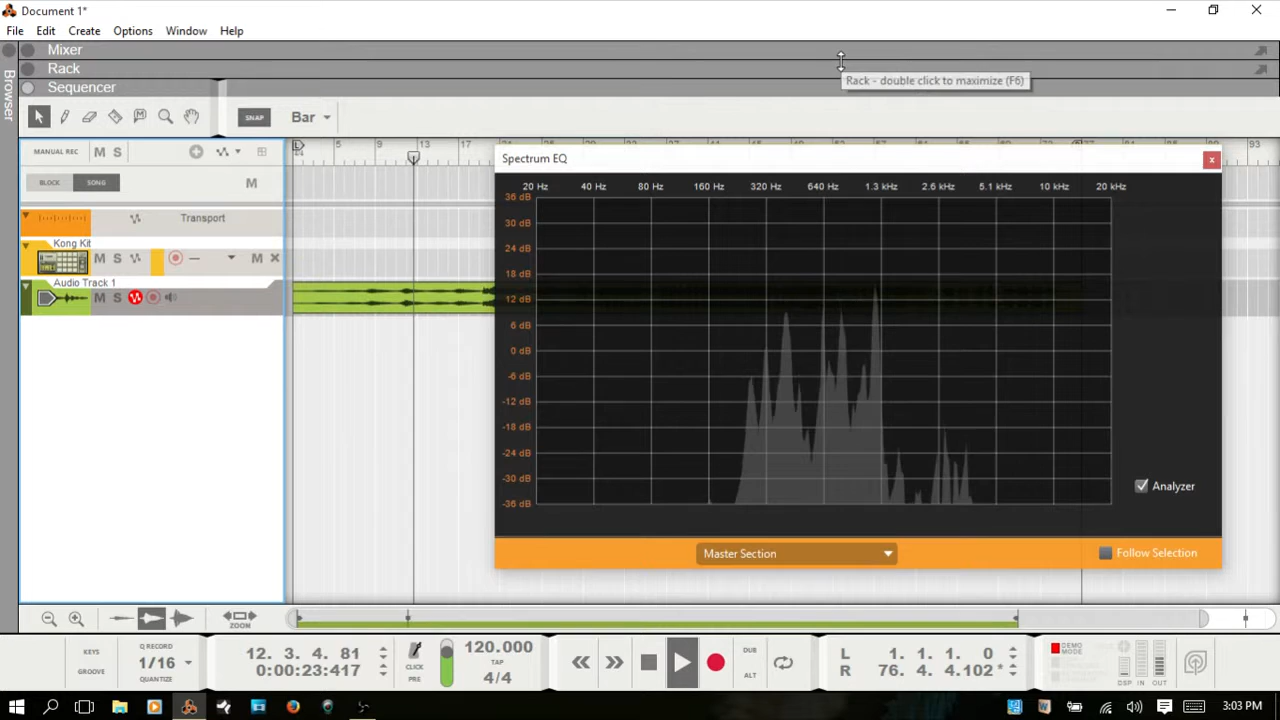 Document 1*
File Edit Create Options Window Help
Mixer
Rack
Rack - double click to maximize (F6)
Sequencer
Browser
SNAP Bar
MANUAL REC M S
5 9 13 17 93
BLOCK SONG M
Transport
Kong Kit
M S M
Audio Track 1
M S
Spectrum EQ
20 Hz 40 Hz 80 Hz 160 Hz 320 Hz 640 Hz 1.3 kHz 2.6 kHz 5.1 kHz 10 kHz 20 kHz
36 dB
30 dB
24 dB
18 dB
12 dB
6 dB
0 dB
-6 dB
-12 dB
-18 dB
-24 dB
-30 dB
-36 dB
Analyzer
Master Section
Follow Selection
ZOOM
KEYS
GROOVE
Q RECORD
1/16
QUANTIZE
12. 3. 4. 81
0:00:23:417
CLICK
PRE
120.000
TAP
4/4
DUB
ALT
L 1. 1. 1. 0
R 76. 4. 4.102 *
DEMO
MODE
DSP IN OUT
3:03 PM